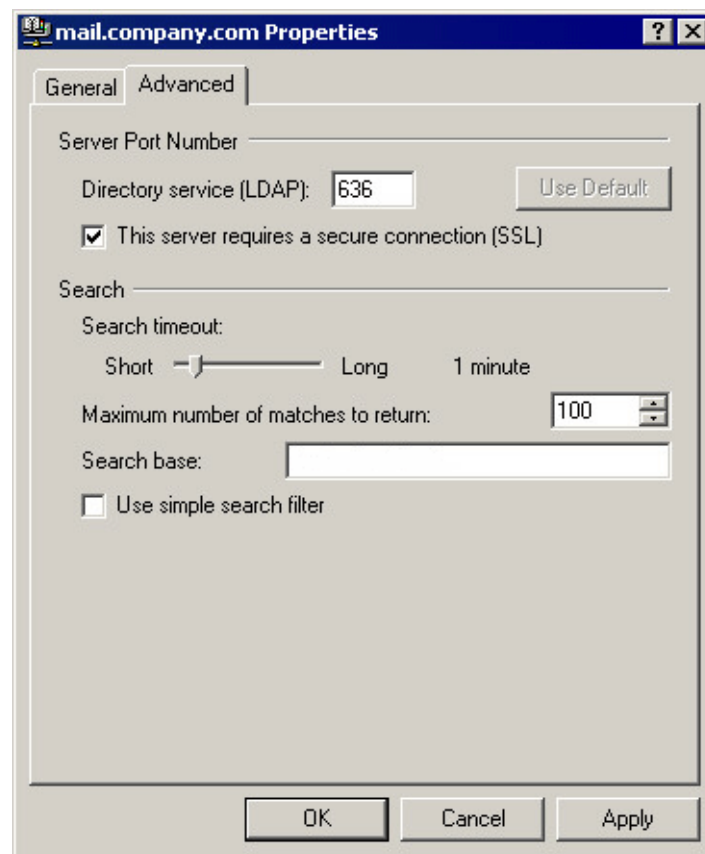 mail.company.com Properties
General Advanced
Server Port Number
Directory service (LDAP): 636 Use Default
This server requires a secure connection (SSL)
Search
Search timeout:
Short Long 1 minute
Maximum number of matches to return: 100
Search base:
Use simple search filter
OK Cancel Apply